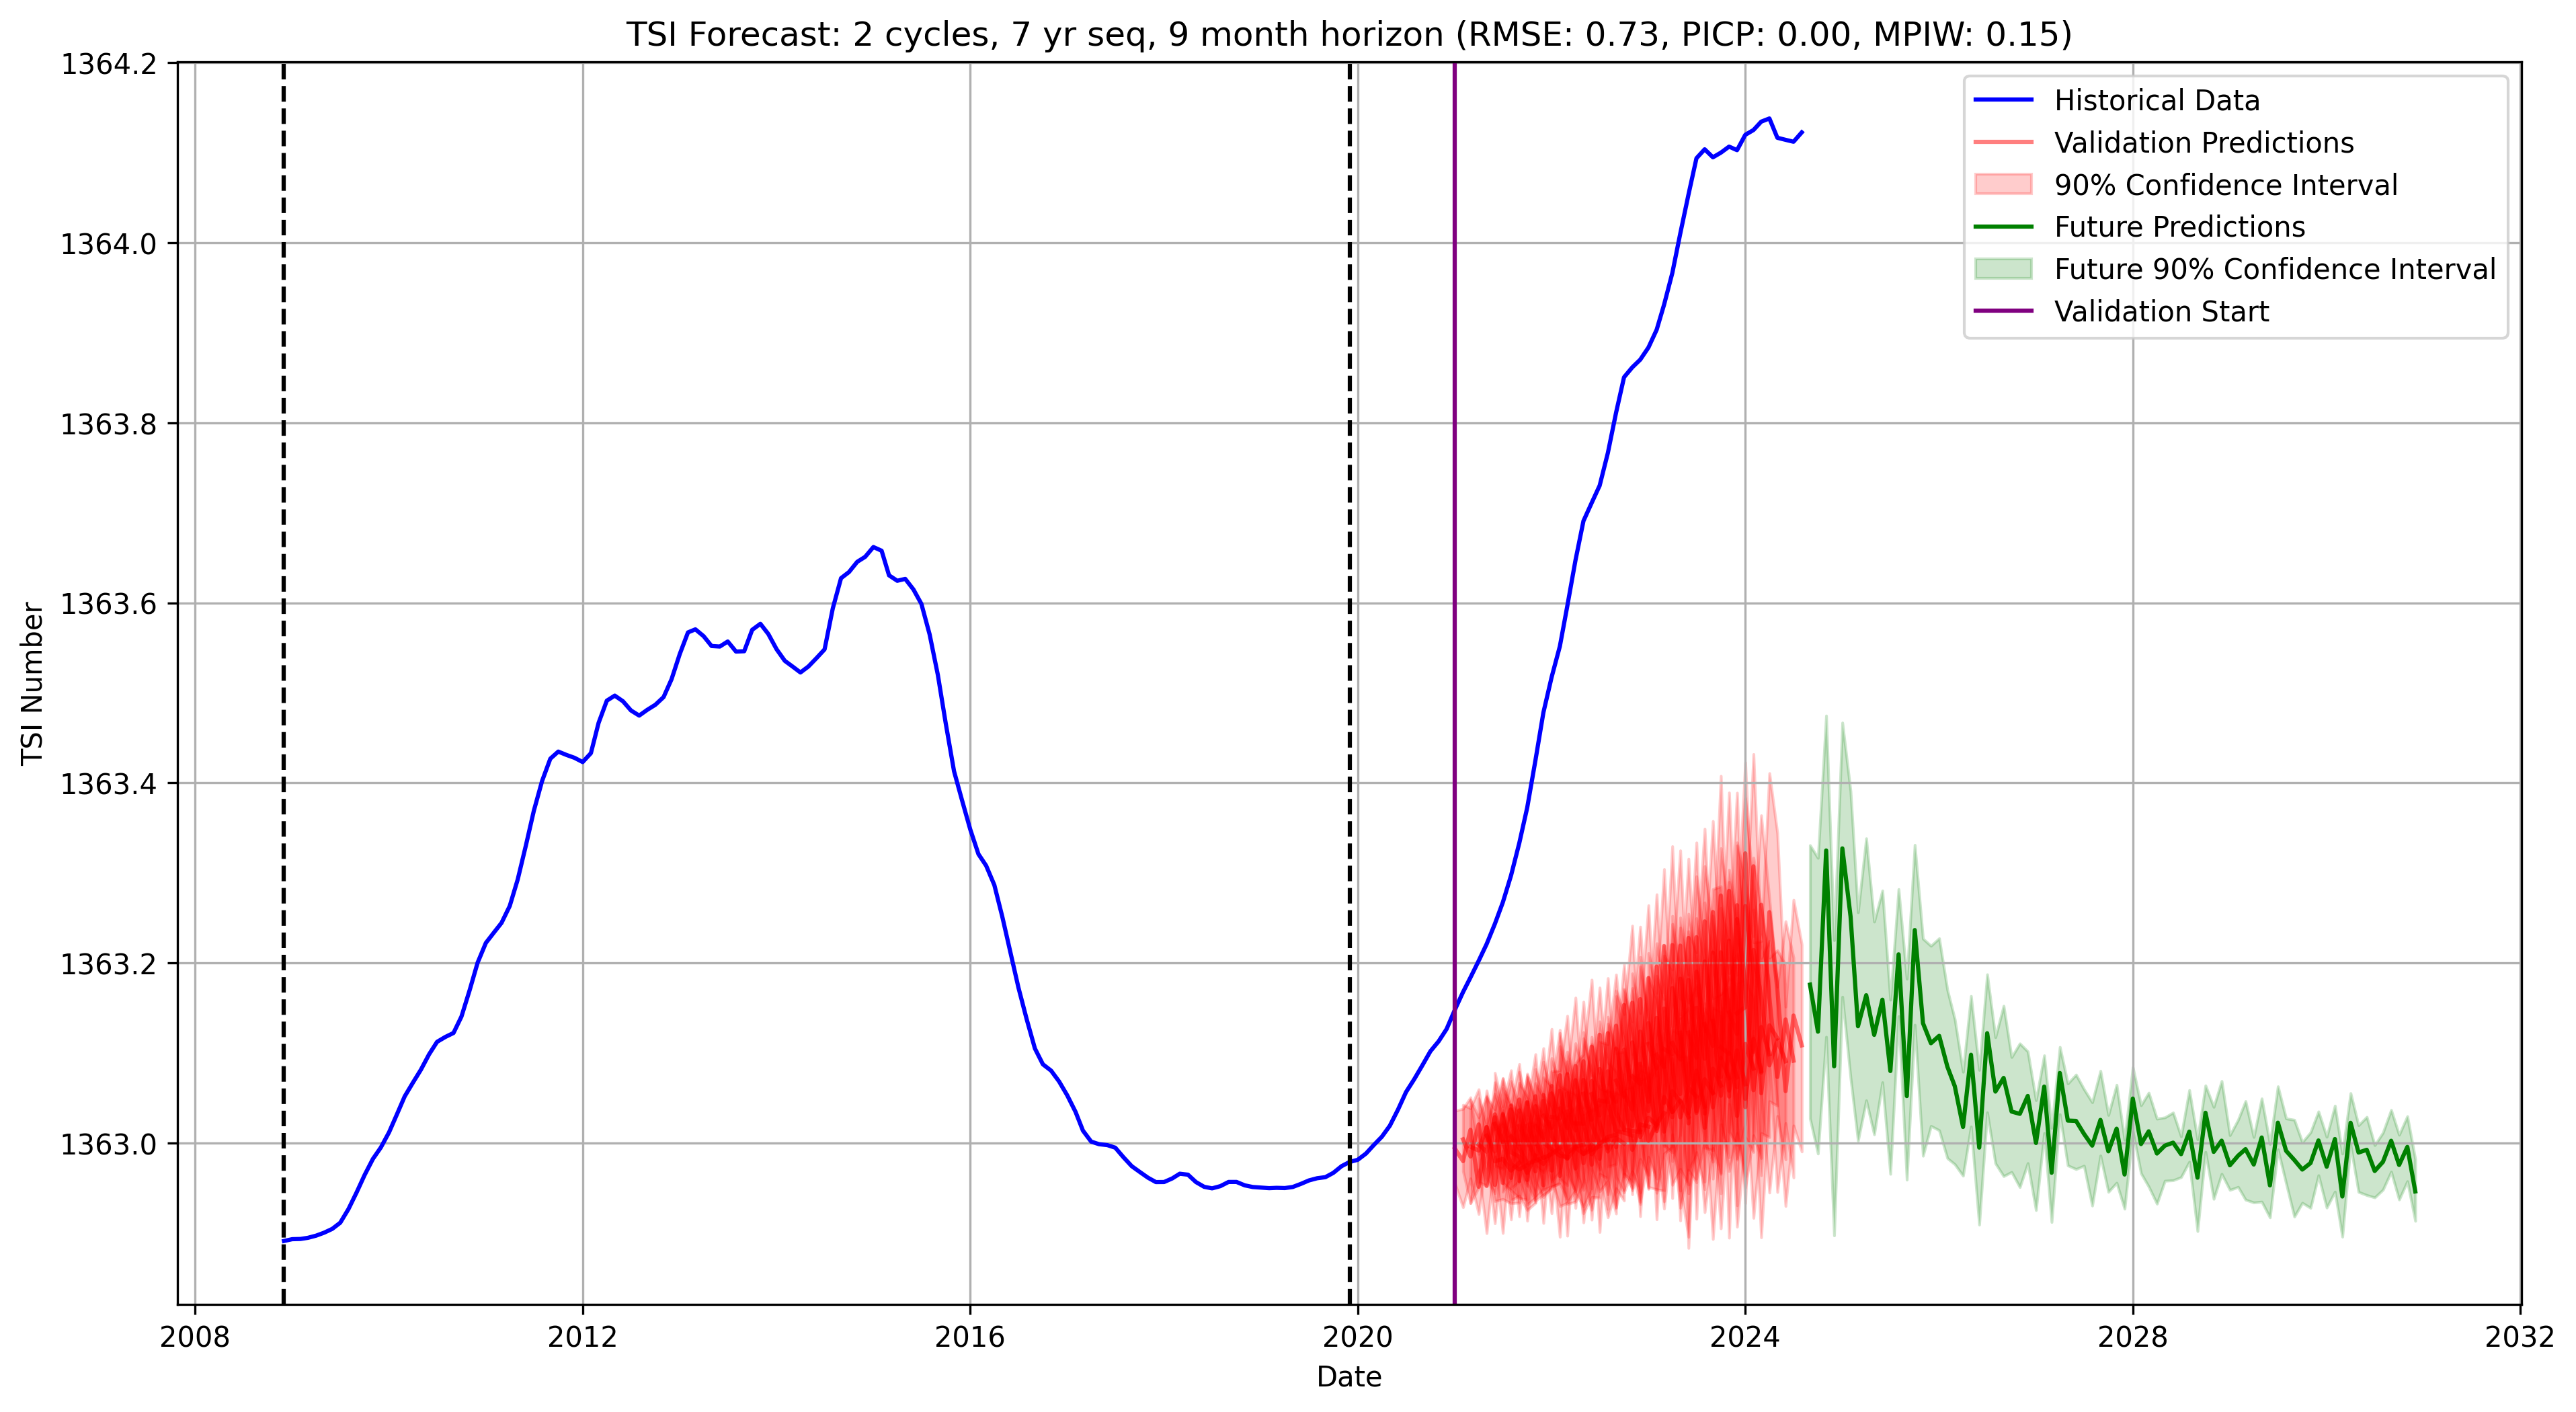 TSI Forecast: 2 cycles, 7 yr seq, 9 month horizon (RMSE: 0.73, PICP: 0.00, MPIW: 0.15)
1364.2
1364.0
1363.8
1363.6
1363.4
1363.2
1363.0
TSI Number
Historical Data
Validation Predictions
90% Confidence Interval
Future Predictions
Future 90% Confidence Interval
Validation Start
2008 2012 2016 2020 2024 2028 2032
Date